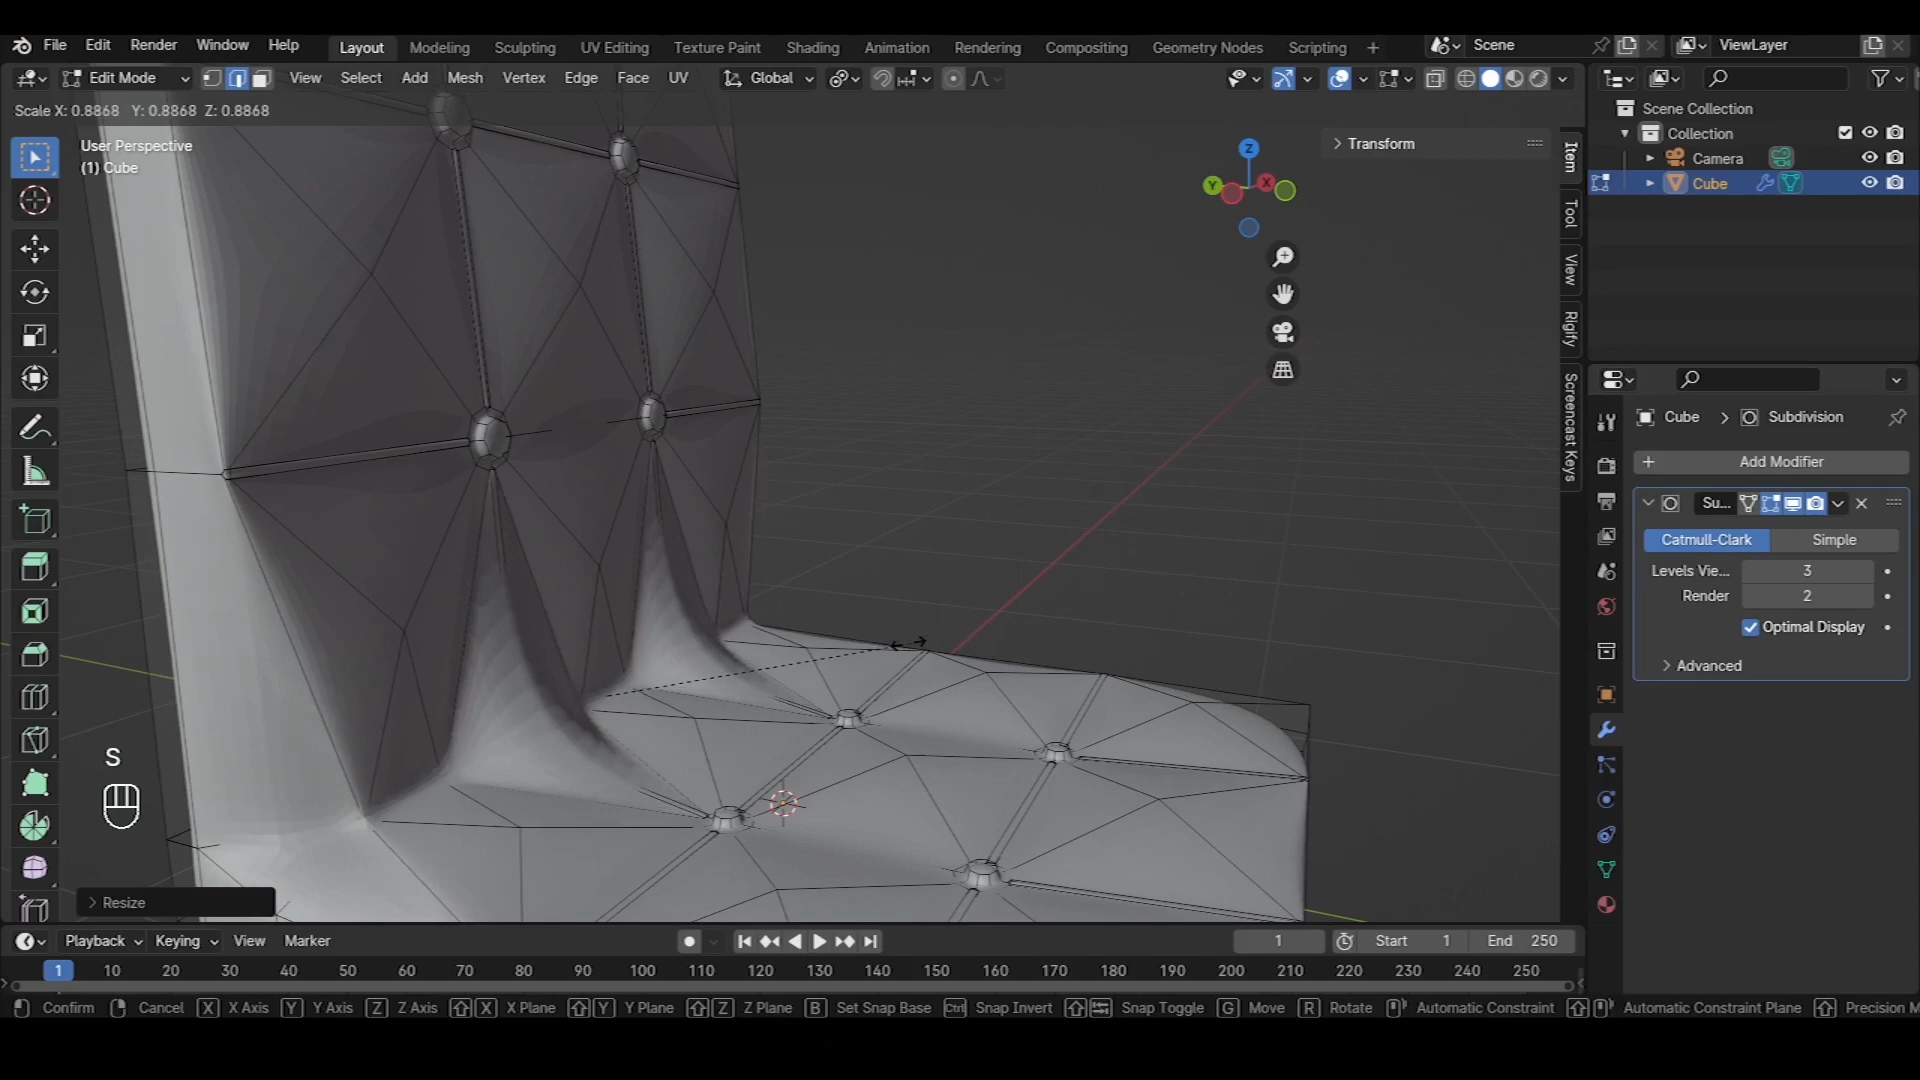 File Edit Render Window Help Layout Modeling Sculpting UV Editing Texture Paint Shading Animation Rendering Compositing Geometry Nodes Scripting + Scene ViewLayer
Edit Mode View Select Add Mesh Vertex Edge Face UV Global
Scale X: 0.8868 Y: 0.8868 Z: 0.8868
User Perspective
(1) Cube
Z
Y X
Transform
Item
Tool
View
Rigify
Screencast Keys
Scene Collection
Collection
Camera
Cube
Cube > Subdivision
+ Add Modifier
Su...
Catmull-Clark Simple
Levels Vie... 3
Render 2
Optimal Display
Advanced
S
Resize
Playback Keying View Marker 1 Start 1 End 250
1 10 20 30 40 50 60 70 80 90 100 110 120 130 140 150 160 170 180 190 200 210 220 230 240 250
Confirm Cancel X X Axis Y Y Axis Z Z Axis X X Plane Y Y Plane Z Z Plane B Set Snap Base Ctrl Snap Invert Snap Toggle G Move R Rotate Automatic Constraint Automatic Constraint Plane Precision M